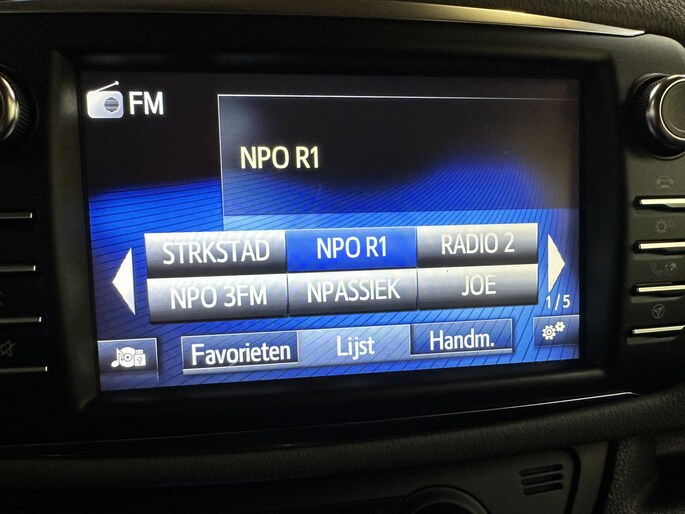 FM
NPO R1
STRKSTAD NPO R1 RADIO 2
NPO 3FM NPASSIEK JOE
1/5
Favorieten Lijst Handm.